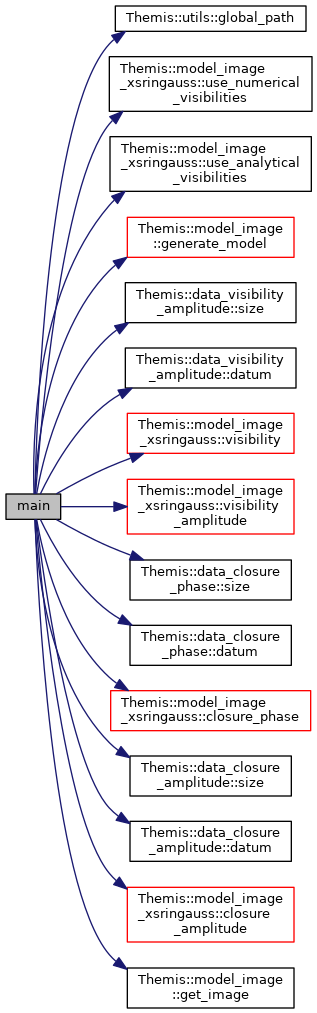 Themis::utils::global_path
Themis::model_image
_xsringauss::use_numerical
_visibilities
Themis::model_image
_xsringauss::use_analytical
_visibilities
Themis::model_image
::generate_model
Themis::data_visibility
_amplitude::size
Themis::data_visibility
_amplitude::datum
Themis::model_image
_xsringauss::visibility
main
Themis::model_image
_xsringauss::visibility
_amplitude
Themis::data_closure
_phase::size
Themis::data_closure
_phase::datum
Themis::model_image
_xsringauss::closure_phase
Themis::data_closure
_amplitude::size
Themis::data_closure
_amplitude::datum
Themis::model_image
_xsringauss::closure
_amplitude
Themis::model_image
::get_image